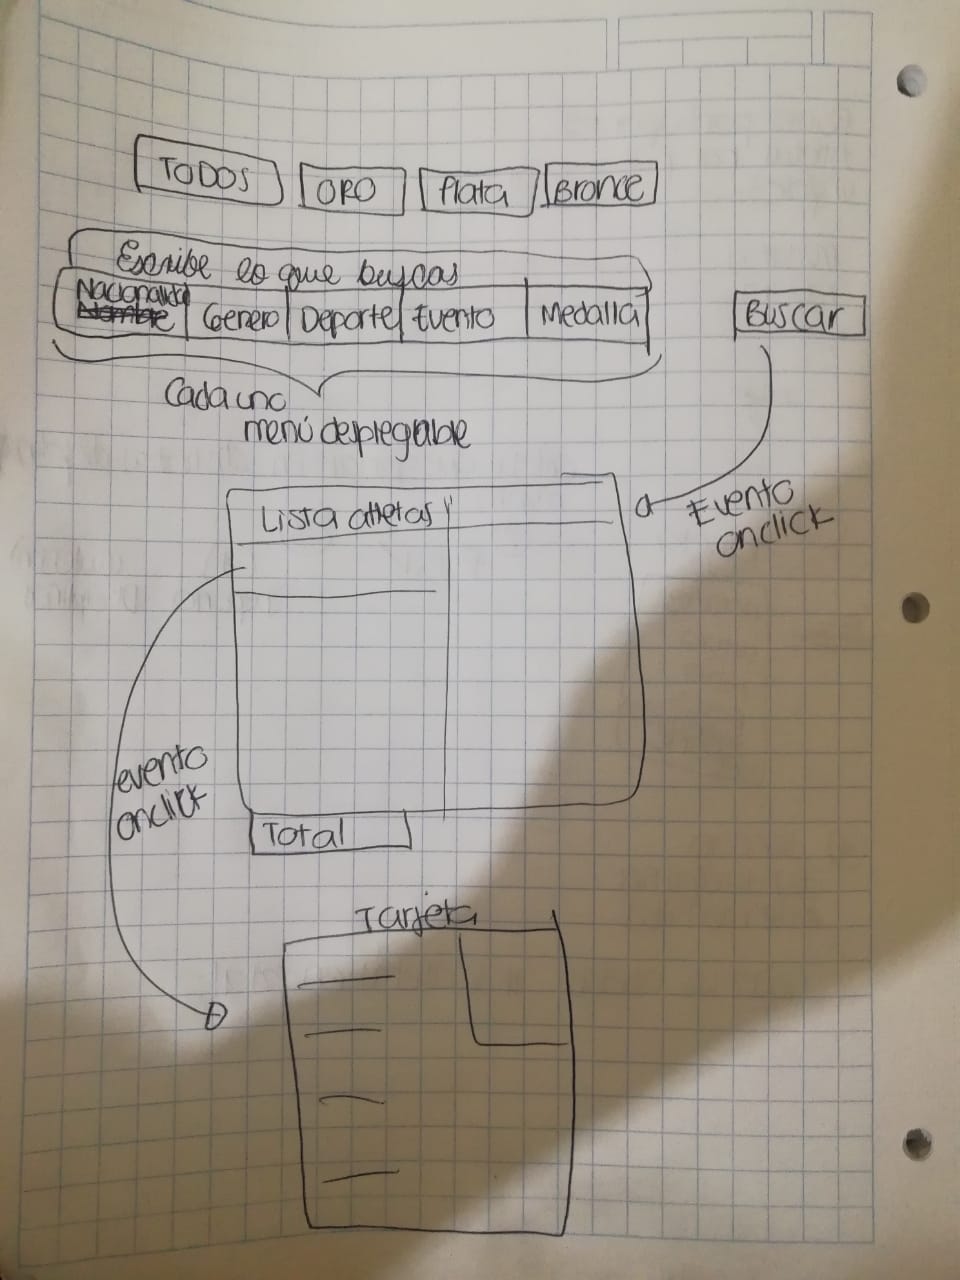 TODOS
ORO
Plata
Bronce
Escribe lo que buscas
Nacionalidad
Nombre
Genero
Deporte
Evento
Medalla
Buscar
Cada uno
menú desplegable
Lista atletas
Evento
onclick
evento
onclick
Total
Tarjeta